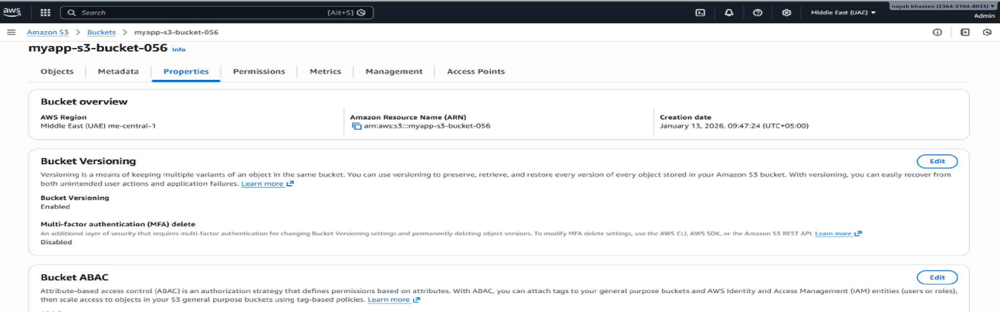 aws
Search [Alt+S]
Middle East (UAE)
nayab khazeen (2364-5104-8033)
Admin
Amazon S3 > Buckets > myapp-s3-bucket-056
myapp-s3-bucket-056 Info
Objects Metadata Properties Permissions Metrics Management Access Points
Bucket overview
AWS Region
Middle East (UAE) me-central-1
Amazon Resource Name (ARN)
arn:aws:s3:::myapp-s3-bucket-056
Creation date
January 13, 2026, 09:47:24 (UTC+05:00)
Bucket Versioning
Edit
Versioning is a means of keeping multiple variants of an object in the same bucket. You can use versioning to preserve, retrieve, and restore every version of every object stored in your Amazon S3 bucket. With versioning, you can easily recover from
both unintended user actions and application failures. Learn more
Bucket Versioning
Enabled
Multi-factor authentication (MFA) delete
An additional layer of security that requires multi-factor authentication for changing Bucket Versioning settings and permanently deleting object versions. To modify MFA delete settings, use the AWS CLI, AWS SDK, or the Amazon S3 REST API. Learn more
Disabled
Bucket ABAC
Edit
Attribute-based access control (ABAC) is an authorization strategy that defines permissions based on attributes. With ABAC, you can attach tags to your general purpose buckets and AWS Identity and Access Management (IAM) entities (users or roles),
then scale access to objects in your S3 general purpose buckets using tag-based policies. Learn more